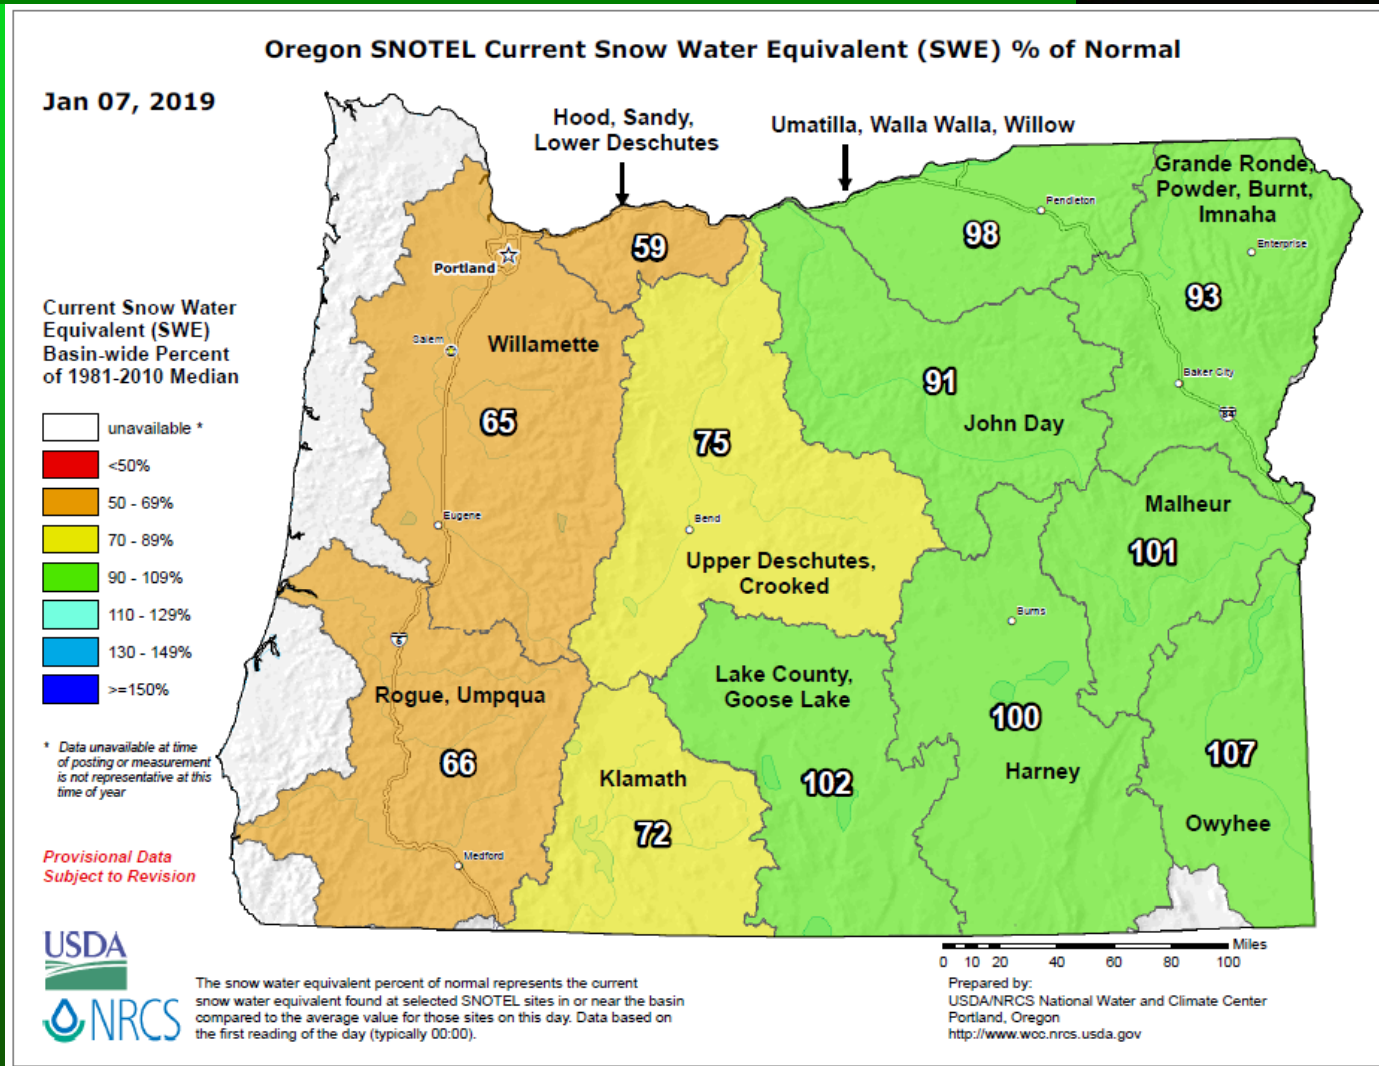 Oregon SNOTEL Current Snow Water Equivalent (SWE) % of Normal
Jan 07, 2019
Hood, Sandy,
Lower Deschutes
Umatilla, Walla Walla, Willow
Grande Ronde,
Powder, Burnt,
Imnaha
Pendleton
Enterprise
98
59
Portland
93
Current Snow Water
Equivalent (SWE)
Basin-wide Percent
of 1981-2010 Median
Salem
Willamette
65
91
John Day
Baker City
84
75
unavailable *
<50%
50 - 69%
70 - 89%
90 - 109%
110 - 129%
130 - 149%
>=150%
Eugene
Bend
Upper Deschutes,
Crooked
Malheur
101
Burns
5
Rogue, Umpqua
66
Lake County,
Goose Lake
102
100
Harney
107
Owyhee
Klamath
72
Medford
* Data unavailable at time
of posting or measurement
is not representative at this
time of year
Provisional Data
Subject to Revision
USDA
NRCS
The snow water equivalent percent of normal represents the current
snow water equivalent found at selected SNOTEL sites in or near the basin
compared to the average value for those sites on this day. Data based on
the first reading of the day (typically 00:00).
Miles
0 10 20 40 60 80 100
Prepared by:
USDA/NRCS National Water and Climate Center
Portland, Oregon
http://www.wcc.nrcs.usda.gov